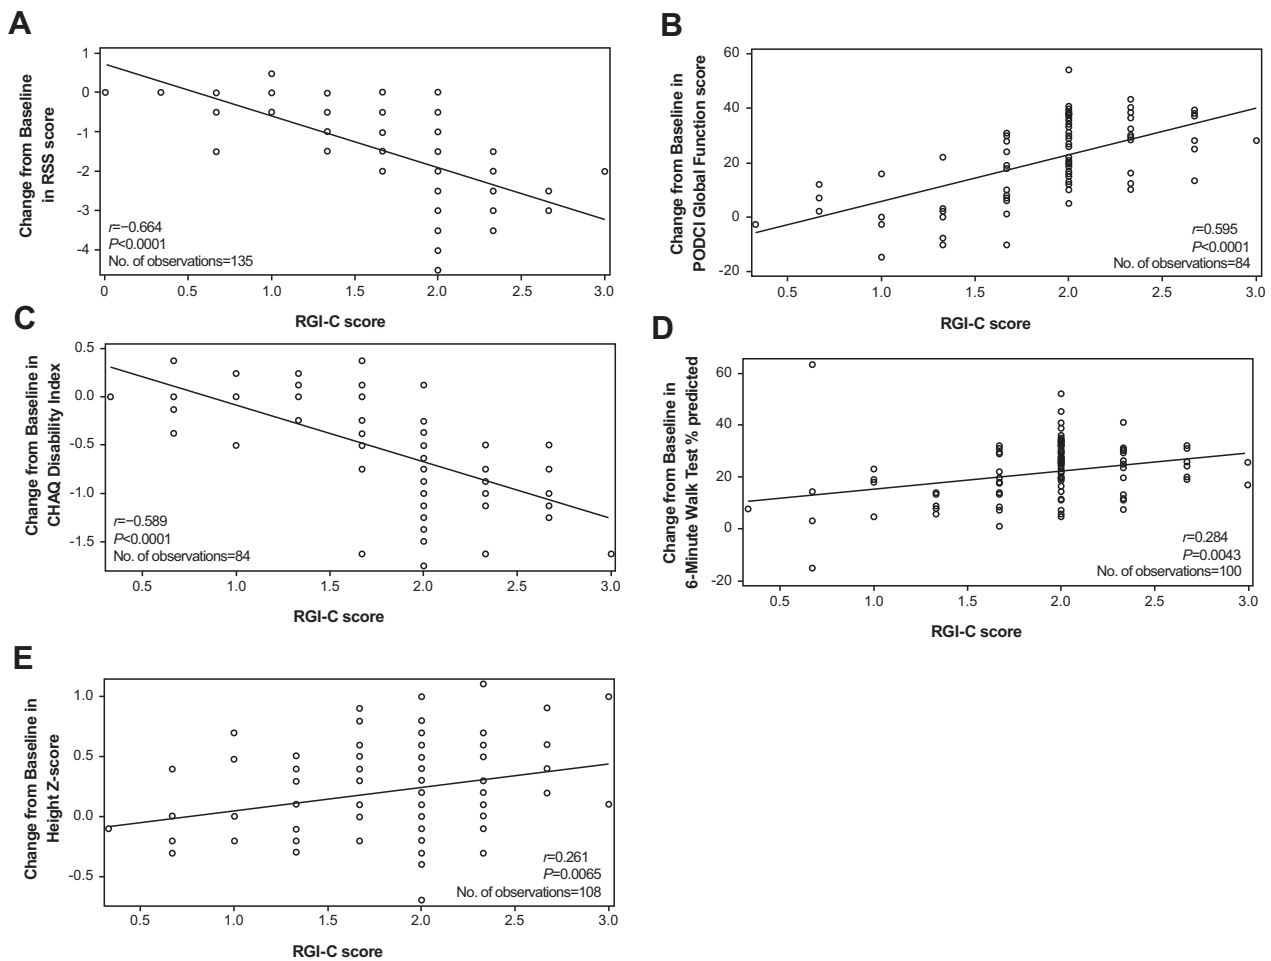 A
Change from Baseline
in RSS score
1
0
-1
-2
-3
-4
r=−0.664
P<0.0001
No. of observations=135
0 0.5 1.0 1.5 2.0 2.5 3.0
RGI-C score
B
Change from Baseline in
PODCI Global Function score
60
40
20
0
-20
r=0.595
P<0.0001
No. of observations=84
0.5 1.0 1.5 2.0 2.5 3.0
RGI-C score
C
Change from Baseline in
CHAQ Disability Index
0.5
0.0
-0.5
-1.0
-1.5
r=−0.589
P<0.0001
No. of observations=84
0.5 1.0 1.5 2.0 2.5 3.0
RGI-C score
D
Change from Baseline in
6-Minute Walk Test % predicted
60
40
20
0
-20
r=0.284
P=0.0043
No. of observations=100
0.5 1.0 1.5 2.0 2.5 3.0
RGI-C score
E
Change from Baseline in
Height Z-score
1.0
0.5
0.0
-0.5
r=0.261
P=0.0065
No. of observations=108
0.5 1.0 1.5 2.0 2.5 3.0
RGI-C score